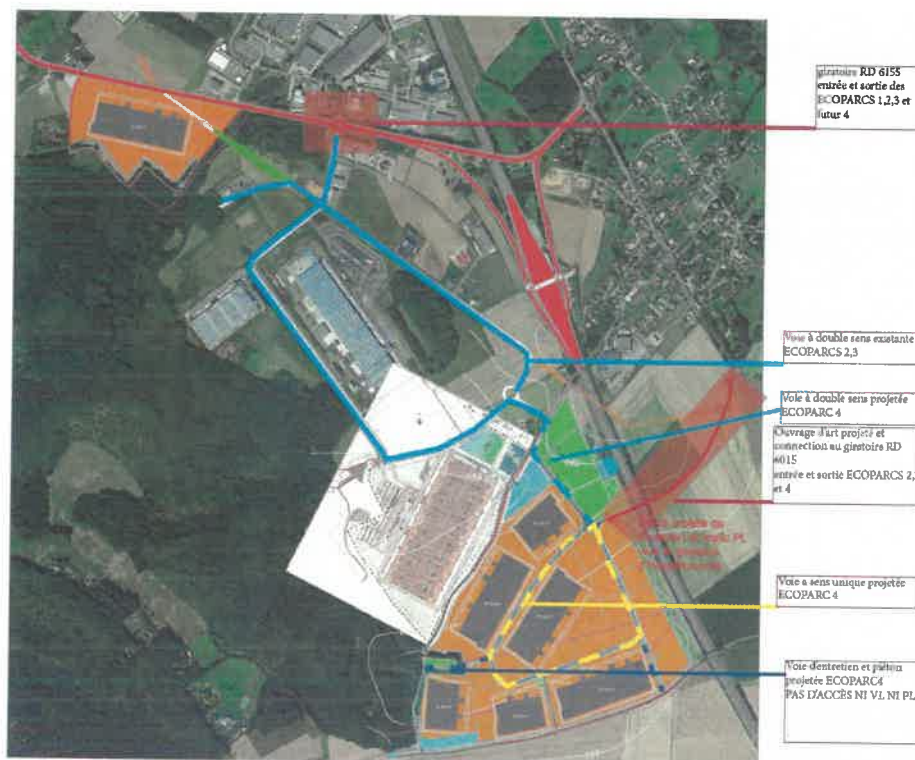 giratoire RD 6155
entrée et sortie des
ECOPARCS 1,2,3 et
futur 4
Voie à double sens existante
ECOPARCS 2,3
Voie à double sens projetée
ECOPARC 4
Ouvrage d'art projeté et
connection au giratoire RD
6015
entrée et sortie ECOPARCS 2,
et 4
Voie à sens unique projetée
ECOPARC 4
Voie d'entretien et piéton
projetée ECOPARC4
PAS D'ACCÈS NI VL NI PL